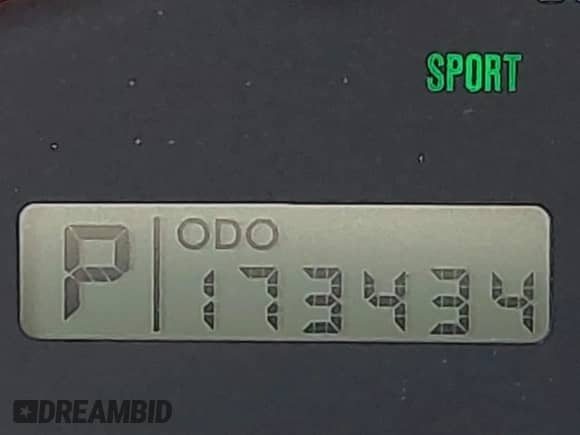 SPORT
P ODO
173434
DREAMBID